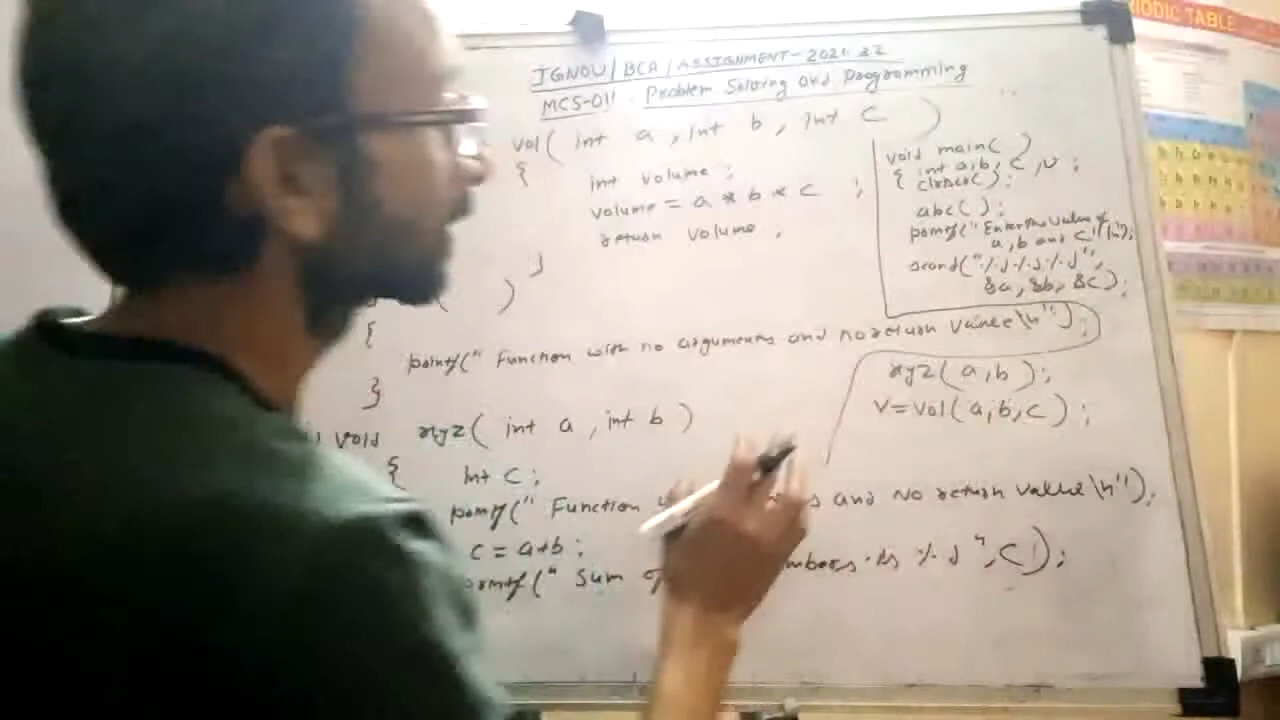 IGNOU/BCA/ASSIGNMENT-2021-22
MCS-011. Problem Solving and Programming
vol( int a, int b, int c )
{
int volume;
volume = a * b * c ;
return volume,
}
( )
{
printf(" Function with no arguments and no return value\n");
}
void xyz( int a, int b )
{ int c;
printf(" Function and No return value\n");
c = a+b;
printf(" Sum is %d ", c);
void main( )
{ int a, b, c, v ;
clrscr( );
abc( );
printf("Enter the value of
a, b and c\n");
scanf("%d%d%d",
&a, &b, &c);
xyz( a, b );
v=vol( a, b, c );
IODIC TABLE